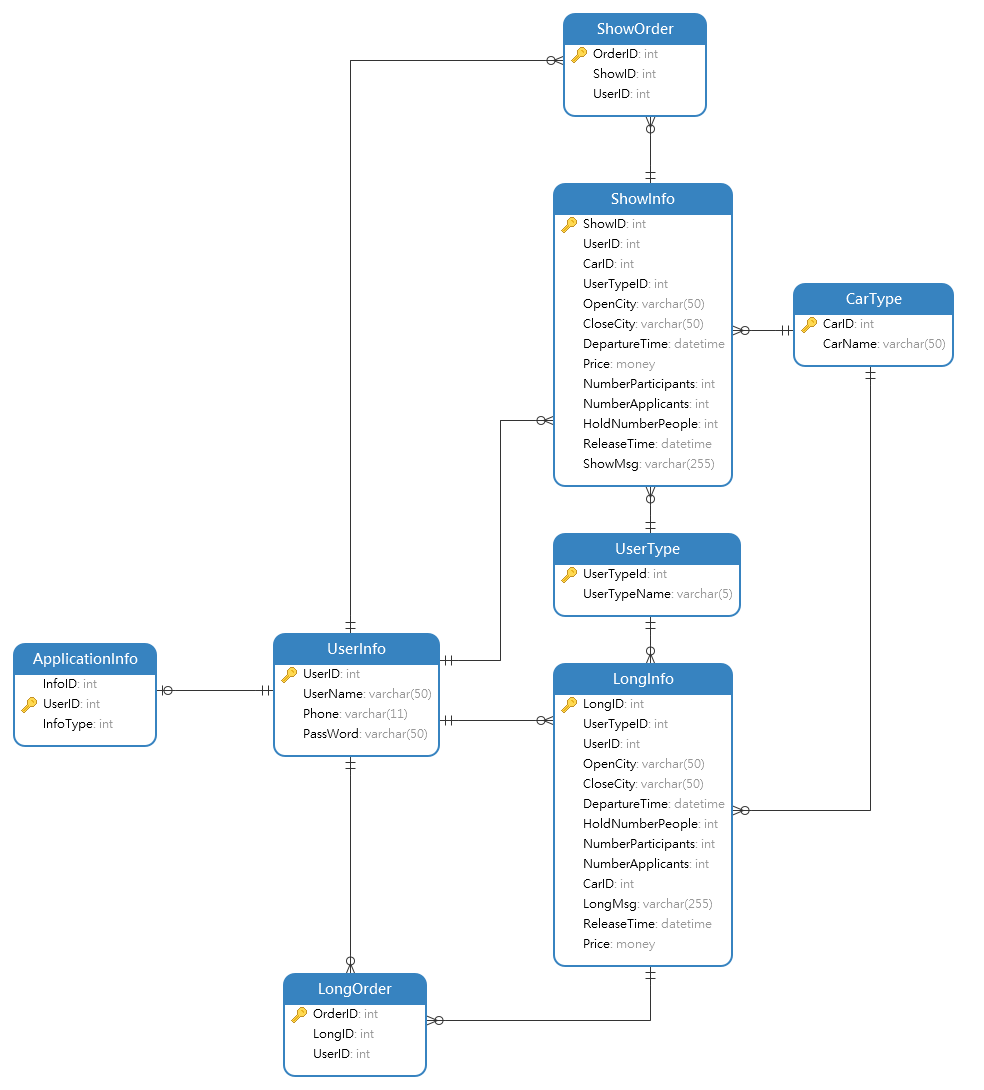 ShowOrder
OrderID: int
ShowID: int
UserID: int
ShowInfo
ShowID: int
UserID: int
CarID: int
UserTypeID: int
OpenCity: varchar(50)
CloseCity: varchar(50)
DepartureTime: datetime
Price: money
NumberParticipants: int
NumberApplicants: int
HoldNumberPeople: int
ReleaseTime: datetime
ShowMsg: varchar(255)
CarType
CarID: int
CarName: varchar(50)
UserType
UserTypeId: int
UserTypeName: varchar(5)
ApplicationInfo
InfoID: int
UserID: int
InfoType: int
UserInfo
UserID: int
UserName: varchar(50)
Phone: varchar(11)
PassWord: varchar(50)
LongInfo
LongID: int
UserTypeID: int
UserID: int
OpenCity: varchar(50)
CloseCity: varchar(50)
DepartureTime: datetime
HoldNumberPeople: int
NumberParticipants: int
NumberApplicants: int
CarID: int
LongMsg: varchar(255)
ReleaseTime: datetime
Price: money
LongOrder
OrderID: int
LongID: int
UserID: int